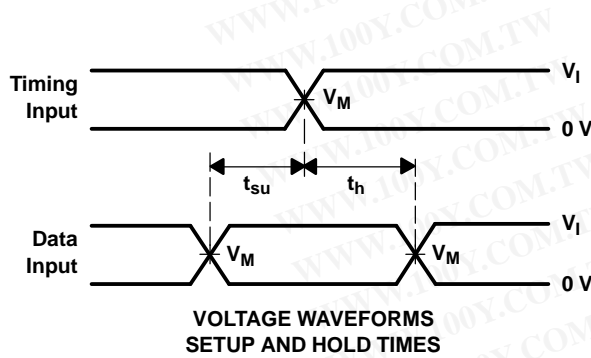 WWW.100Y.COM.TW
Timing
Input
V_I
V_M
0 V
t_su
t_h
Data
Input
V_I
V_M
V_M
0 V
VOLTAGE WAVEFORMS
SETUP AND HOLD TIMES